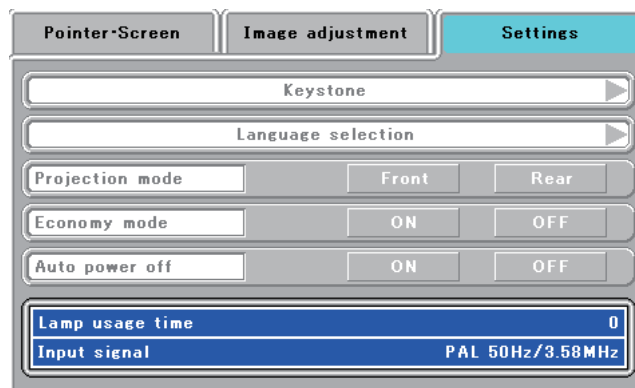 Pointer·Screen Image adjustment Settings
Keystone
Language selection
Projection mode Front Rear
Economy mode ON OFF
Auto power off ON OFF
Lamp usage time 0
Input signal PAL 50Hz/3.58MHz